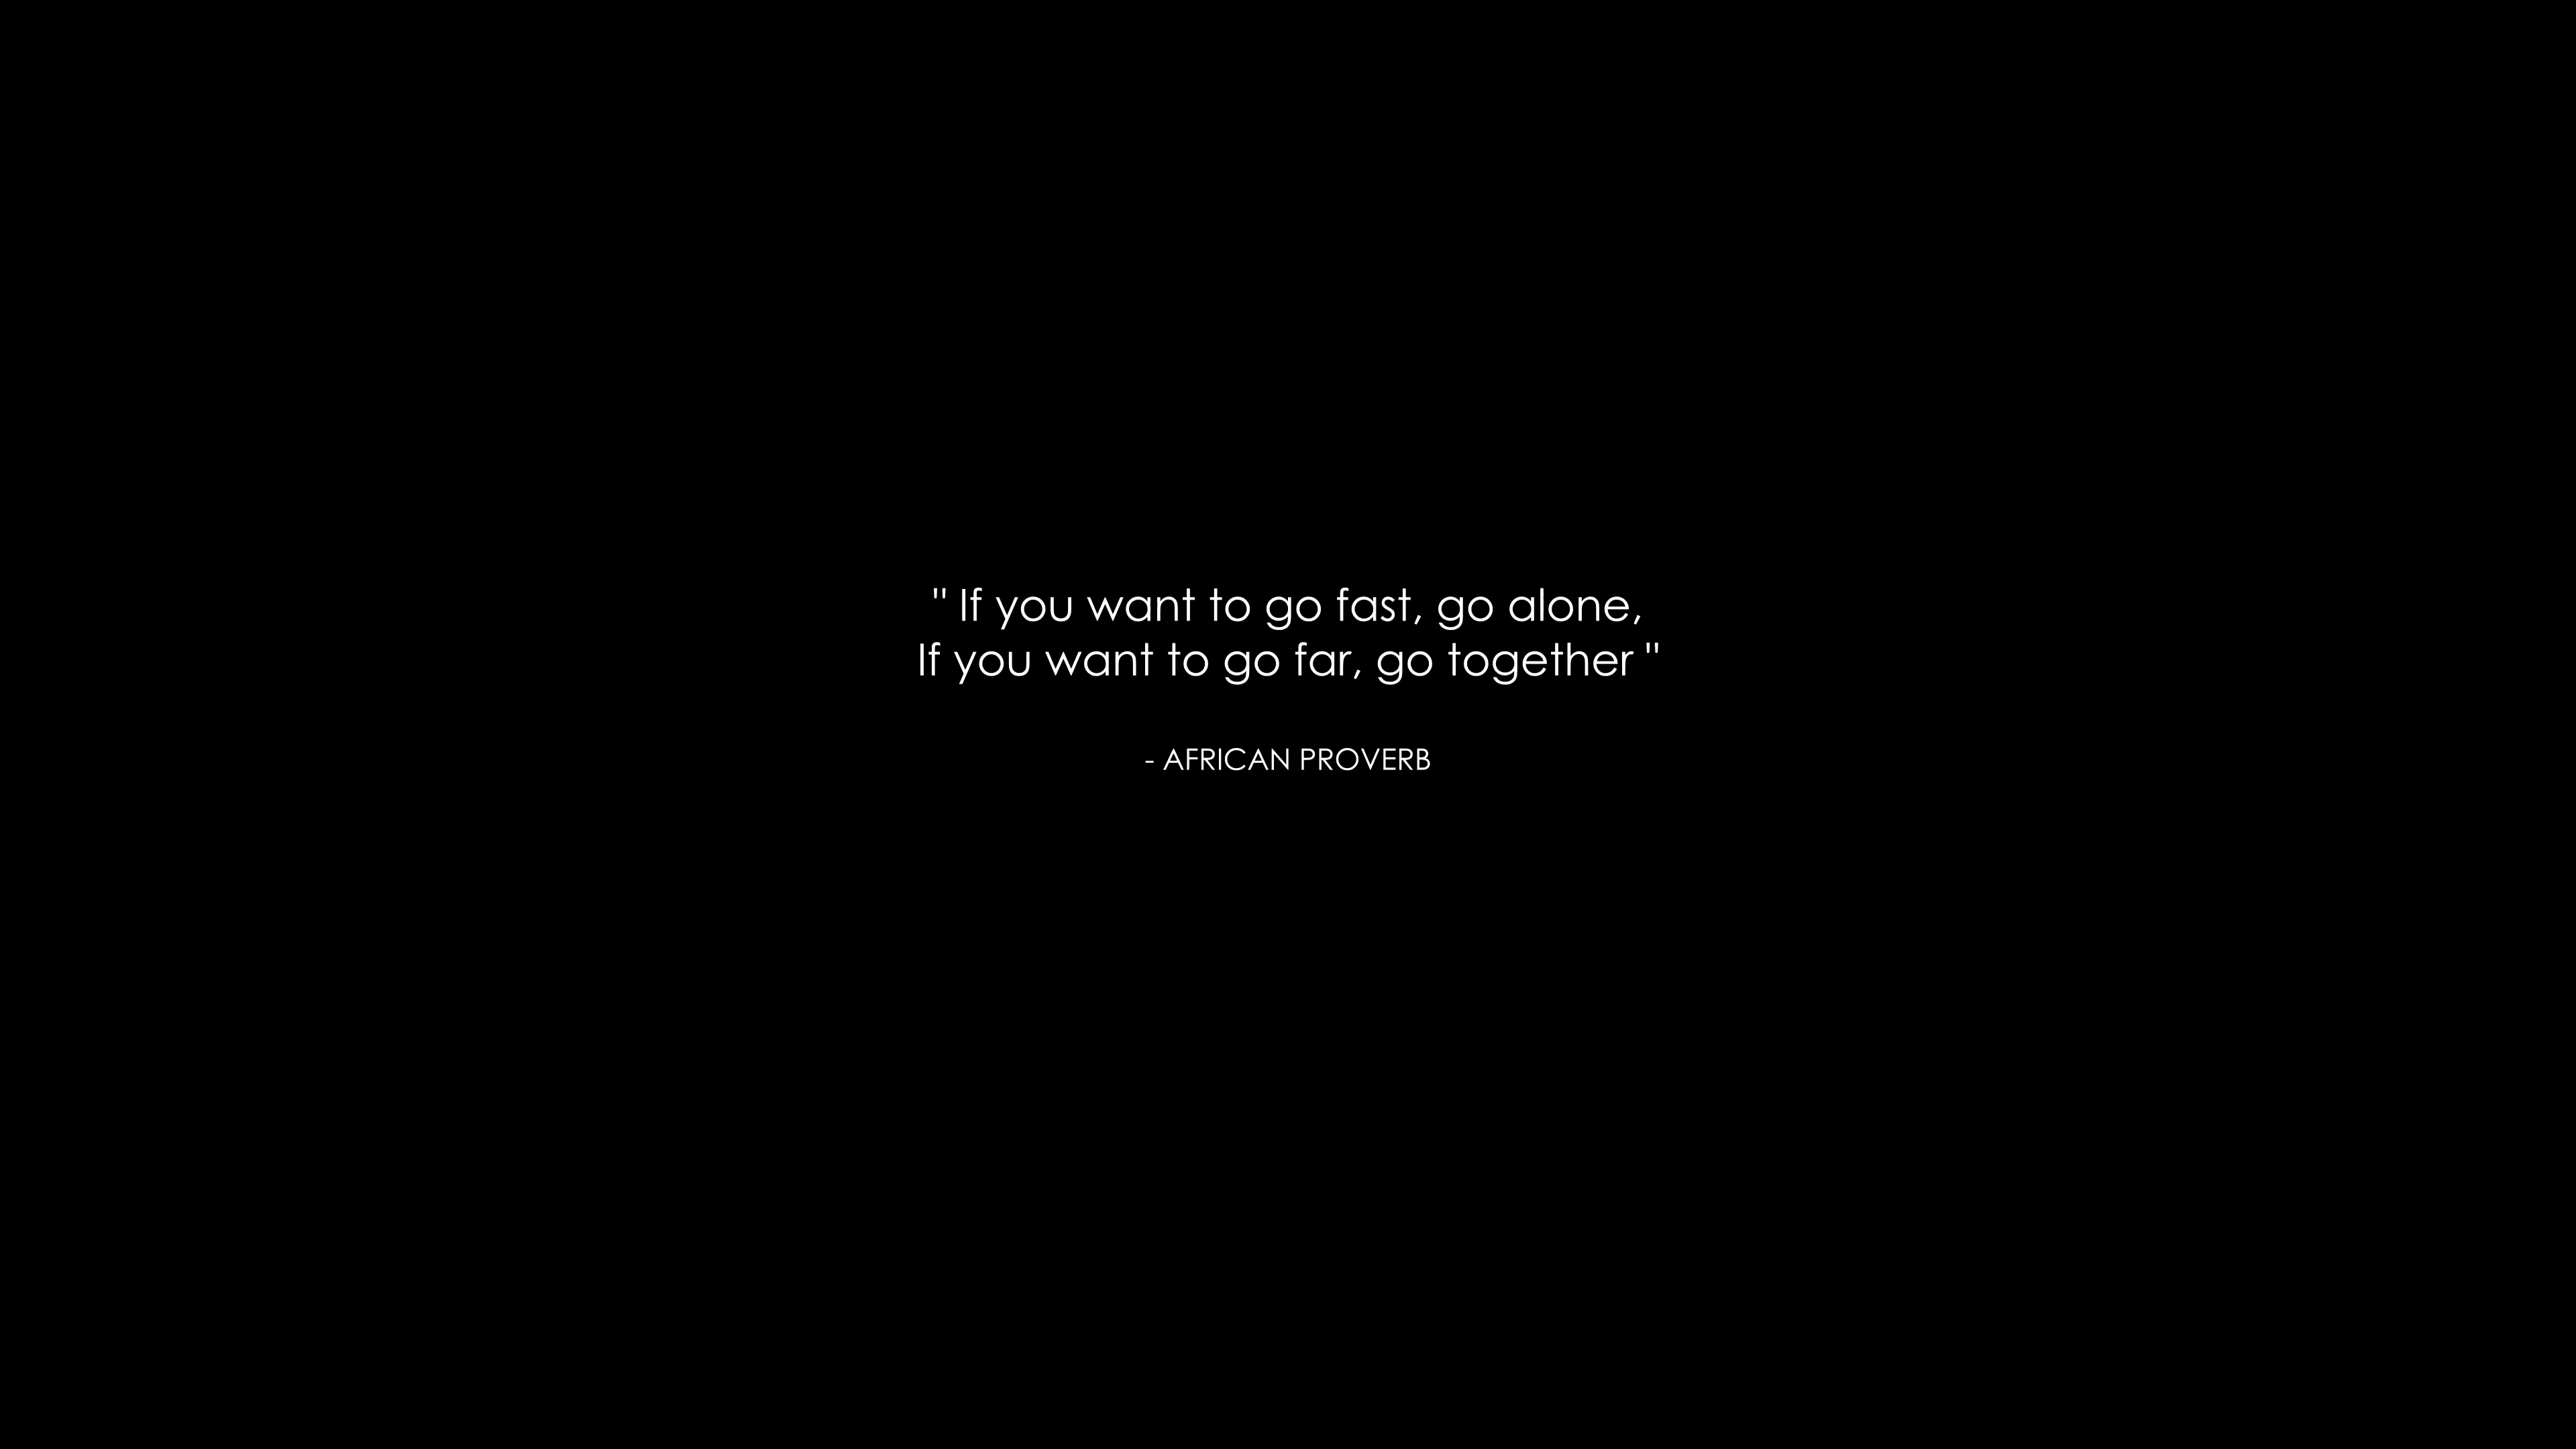 " If you want to go fast, go alone,
If you want to go far, go together "
- AFRICAN PROVERB